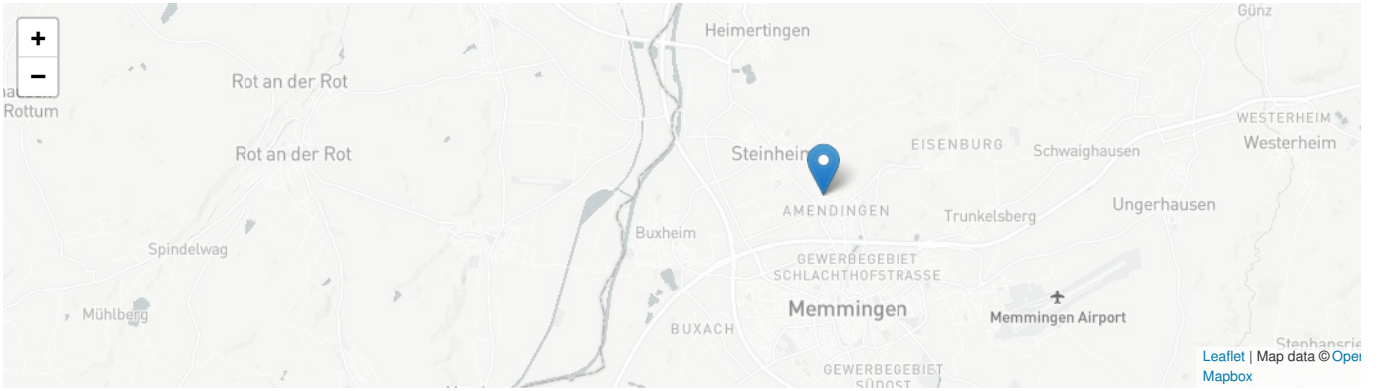 +
−
Günz
Heimertingen
Rot an der Rot
Rottum
WESTERHEIM
Westerheim
EISENBURG
Schwaighausen
Rot an der Rot
AMENDINGEN
Trunkelsberg
Ungerhausen
Buxheim
Spindelwag
GEWERBEGEBIET
SCHLACHTHOFSTRASSE
Memmingen
Memmingen Airport
Mühlberg
BUXACH
GEWERBEGEBIET
SÜDOST
Leaflet | Map data ©
Mapbox